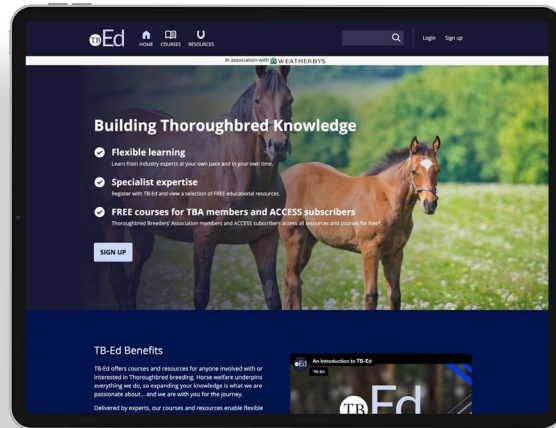 TB Ed
HOME
COURSES
RESOURCES
Login
Sign up
In association with WEATHERBYS
Building Thoroughbred Knowledge
Flexible learning
Learn from industry experts at your own pace and in your own time.
Specialist expertise
Register with TB-Ed and view a selection of FREE educational resources.
FREE courses for TBA members and ACCESS subscribers
Thoroughbred Breeders' Association members and ACCESS subscribers access all resources and courses for free*
SIGN UP
TB-Ed Benefits
TB-Ed offers courses and resources for anyone involved with or
interested in Thoroughbred breeding. Horse welfare underpins
everything we do, so expanding your knowledge is what we are
passionate about... and we are with you for the journey.
Delivered by experts, our courses and resources enable flexible
An Introduction to TB-Ed
TB-Ed
TB Ed